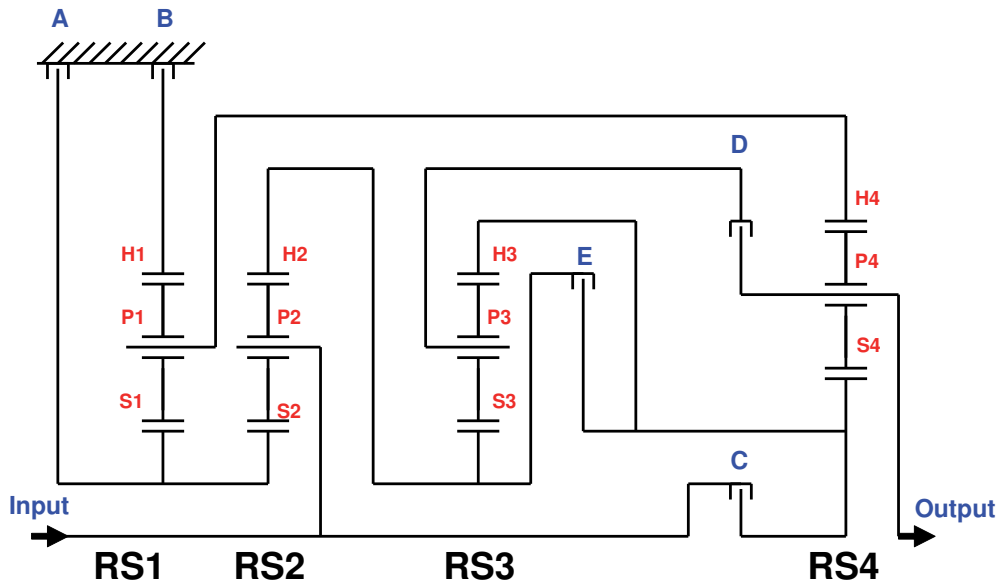 A B
D
H4
H1 H2 H3 E P4
P1 P2 P3
S4
S1 S2 S3
C
Input Output
RS1 RS2 RS3 RS4